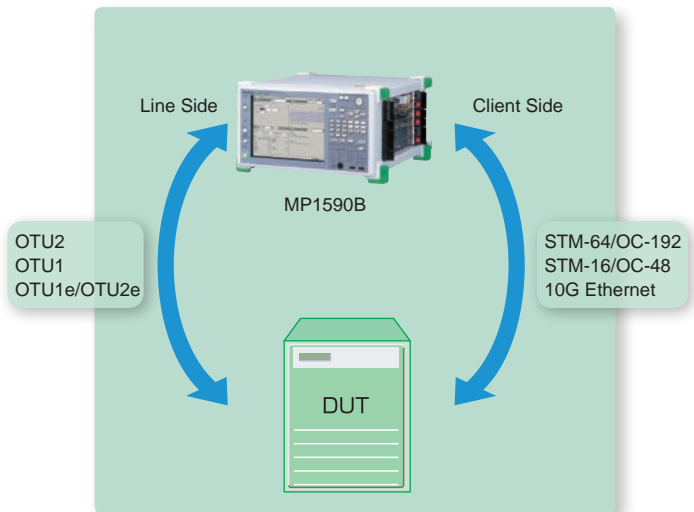 Line Side
Client Side
MP1590B
OTU2
OTU1
OTU1e/OTU2e
STM-64/OC-192
STM-16/OC-48
10G Ethernet
DUT